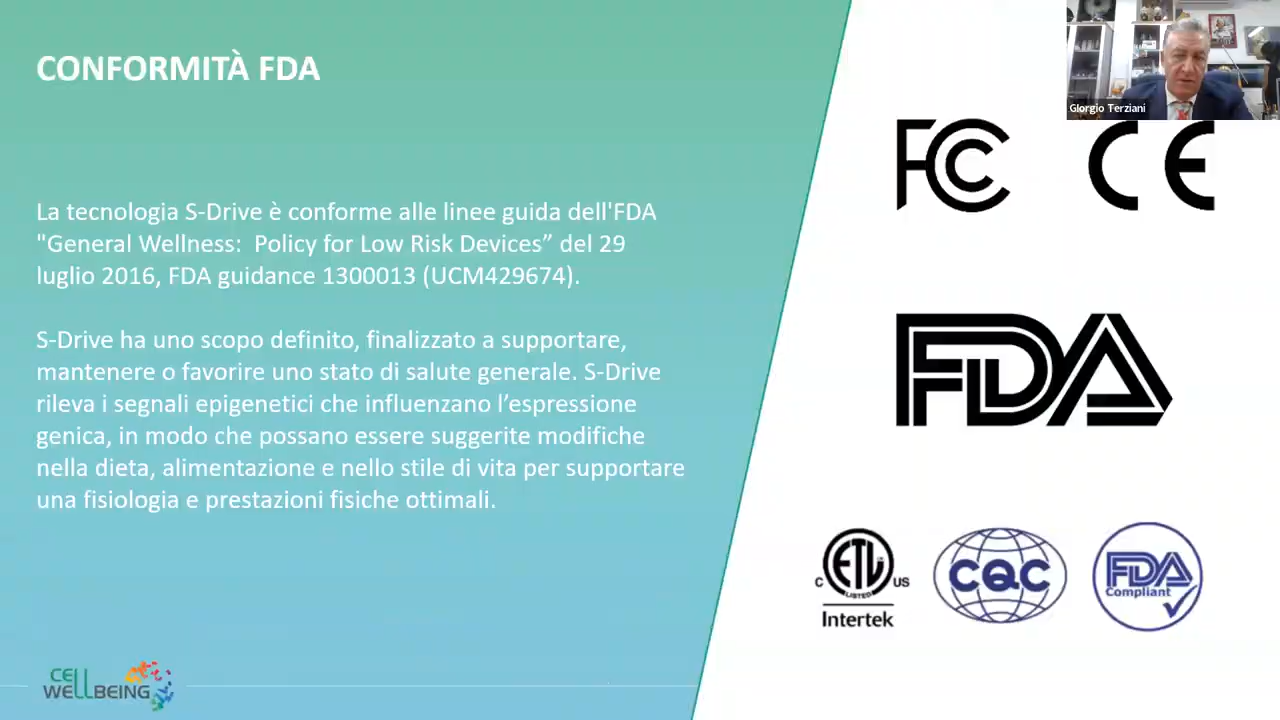 CONFORMITÀ FDA
Giorgio Terziani
La tecnologia S-Drive è conforme alle linee guida dell'FDA
"General Wellness:  Policy for Low Risk Devices” del 29
luglio 2016, FDA guidance 1300013 (UCM429674).
S-Drive ha uno scopo definito, finalizzato a supportare,
mantenere o favorire uno stato di salute generale. S-Drive
rileva i segnali epigenetici che influenzano l’espressione
genica, in modo che possano essere suggerite modifiche
nella dieta, alimentazione e nello stile di vita per supportare
una fisiologia e prestazioni fisiche ottimali.
FC CE
FDA
C ETL US
LISTED
Intertek
CQC
FDA
Compliant
CELL
WELLBEING